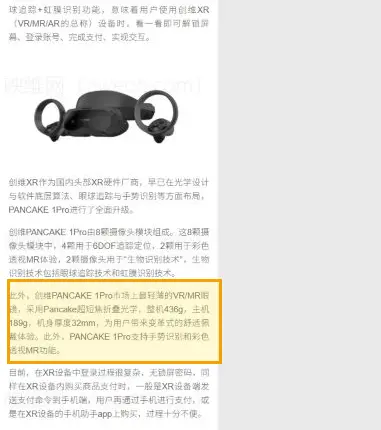 球追踪+虹膜识别功能，意味着用户使用创维XR
（VR/MR/AR的总称）设备时，看一看即可解锁屏
幕、登录账号、完成支付、实现交互。
创维XR作为国内头部XR硬件厂商，早已在光学设计
与软件底层算法、眼球追踪与手势识别等方面布局，
PANCAKE 1Pro进行了全面升级。
创维PANCAKE 1Pro由8颗摄像头模块组成。这8颗摄
像头模块中，4颗用于6DOF追踪定位，2颗用于彩色
透视MR体验，2颗摄像头用于“生物识别技术”，生物
识别技术包括眼球追踪技术和虹膜识别技术。
此外，创维PANCAKE 1Pro市场上最轻薄的VR/MR眼
镜，采用Pancake超短焦折叠光学，整机436g，主机
189g，机身厚度32mm，为用户带来变革式的舒适佩
戴体验。此外，PANCAKE 1Pro支持手势识别和彩色
透视MR功能。
目前，在XR设备中登录过程很复杂，无锁屏密码，同
样在XR设备内购买商品支付时，一般是XR设备端发
送支付命令到手机端，用户再通过手机进行支付，或
是在XR设备的手机助手app上购买，过程十分不便。